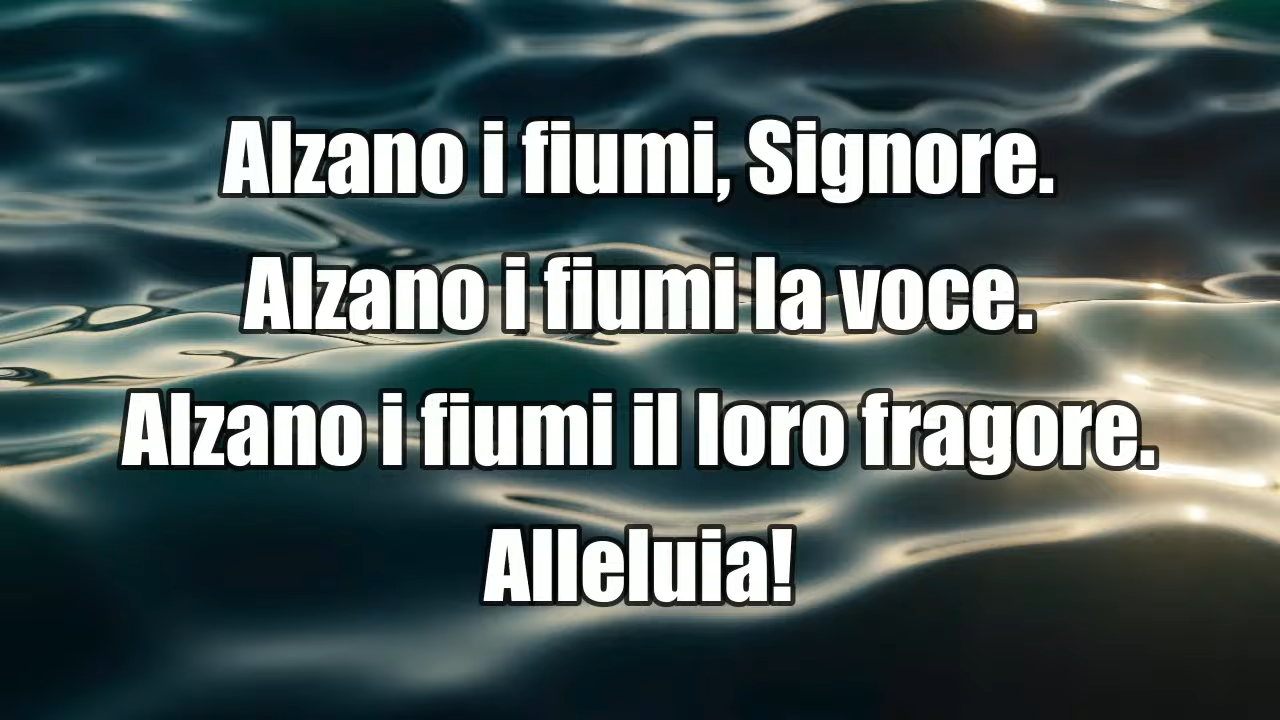 Alzano i fiumi, Signore.
Alzano i fiumi la voce.
Alzano i fiumi il loro fragore.
Alleluia!